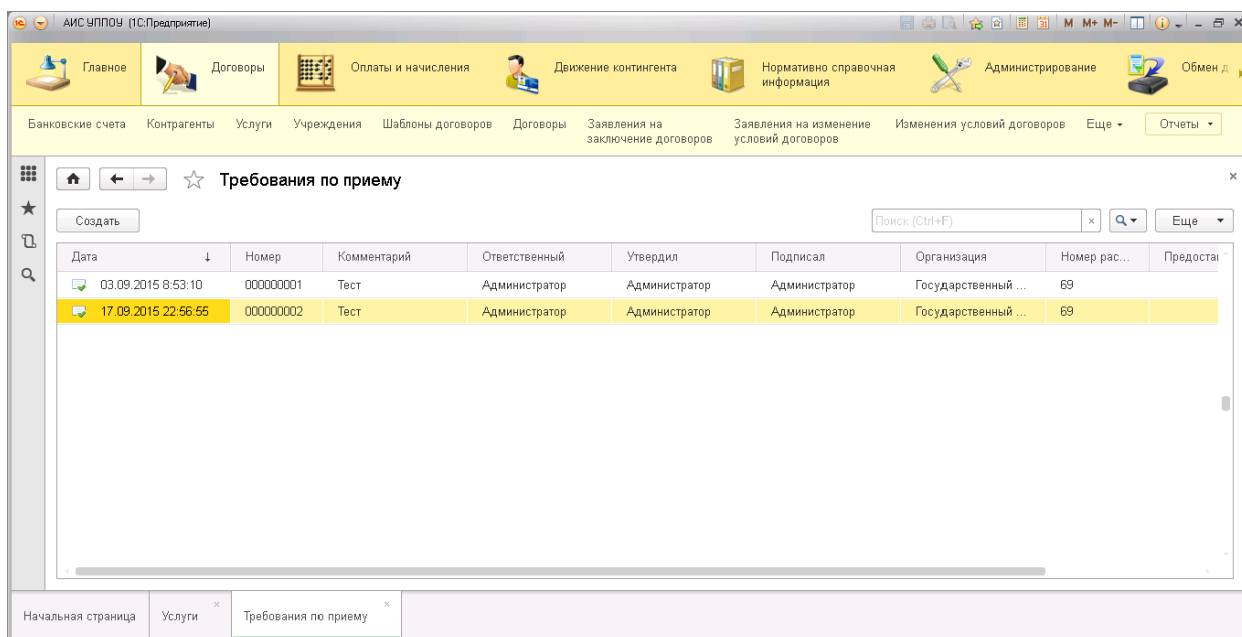 АИС УППОУ (1С:Предприятие)
M M+ M-
Главное
Договоры
Оплаты и начисления
Движение контингента
Нормативно справочная
информация
Администрирование
Обмен д
Банковские счета
Контрагенты
Услуги
Учреждения
Шаблоны договоров
Договоры
Заявления на
заключение договоров
Заявления на изменение
условий договоров
Изменения условий договоров
Еще
Отчеты
Требования по приему
Создать
Поиск (Ctrl+F)
Еще
Дата Номер Комментарий Ответственный Утвердил Подписал Организация Номер рас... Предостав
03.09.2015 8:53:10 000000001 Тест Администратор Администратор Администратор Государственный ... 69
17.09.2015 22:56:55 000000002 Тест Администратор Администратор Администратор Государственный ... 69
Начальная страница
Услуги
Требования по приему